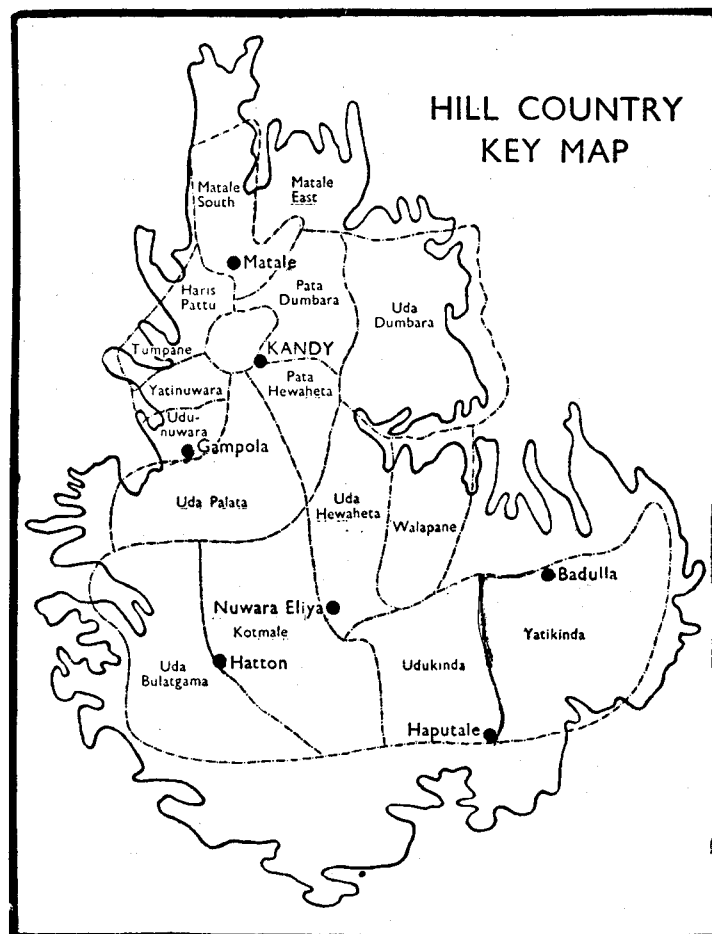 HILL COUNTRY
KEY MAP
Matale
South
Matale
East
Matale
Haris
Pattu
Pata
Dumbara
Uda
Dumbara
Tumpane
KANDY
Yatinuwara
Pata
Hewaheta
Udu-
nuwara
Gampola
Uda Palata
Uda
Hewaheta
Walapane
Badulla
Nuwara Eliya
Kotmale
Yatikinda
Uda
Bulatgama
Hatton
Udukinda
Haputale